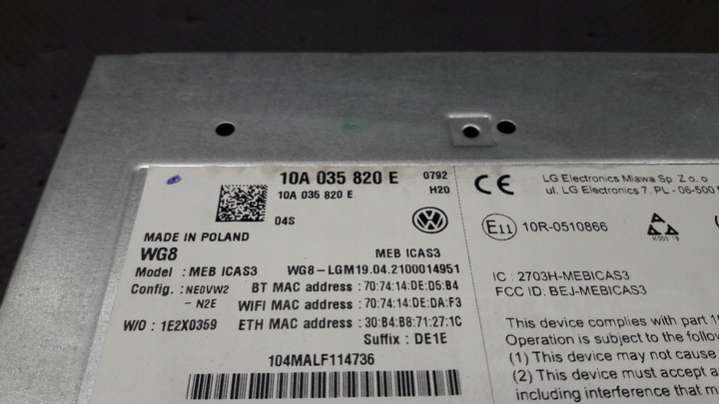 10A 035 820 E 0792
10A 035 820 E H20
04S
MADE IN POLAND
WG8 MEB ICAS3
Model : MEB ICAS3 WG8-LGM19.04.2100014951
Config. : NE0VW2 BT MAC address : 70:74:14:DE:D5:B4
- N2E WIFI MAC address : 70:74:14:DE:DA:F3
W/O : 1E2X0359 ETH MAC address : 30:B4:B8:71:27:1C
Suffix : DE1E
104MALF114736
CE LG Electronics Mlawa Sp. Z o. o
ul. LG Electronics 7. PL - 06-500
E11 10R-0510866
IC : 2703H-MEBICAS3
FCC ID: BEJ-MEBICAS3
This device complies with part
Operation is subject to the follow
(1) This device may not cause
(2) This device must accept a
including interference that m